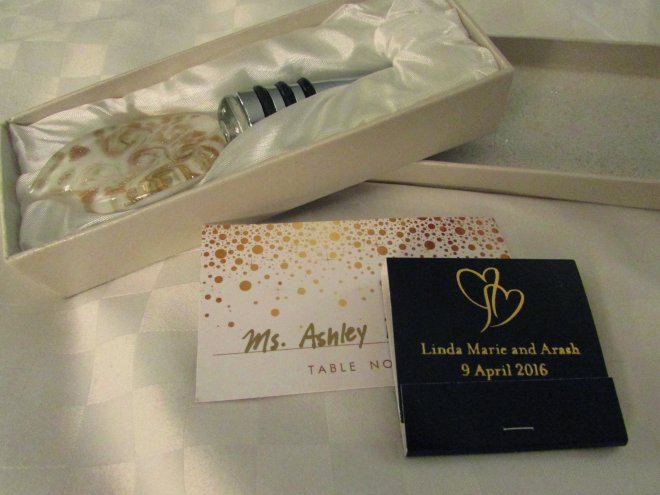 Ms. Ashley
TABLE NO
Linda Marie and Arash
9 April 2016